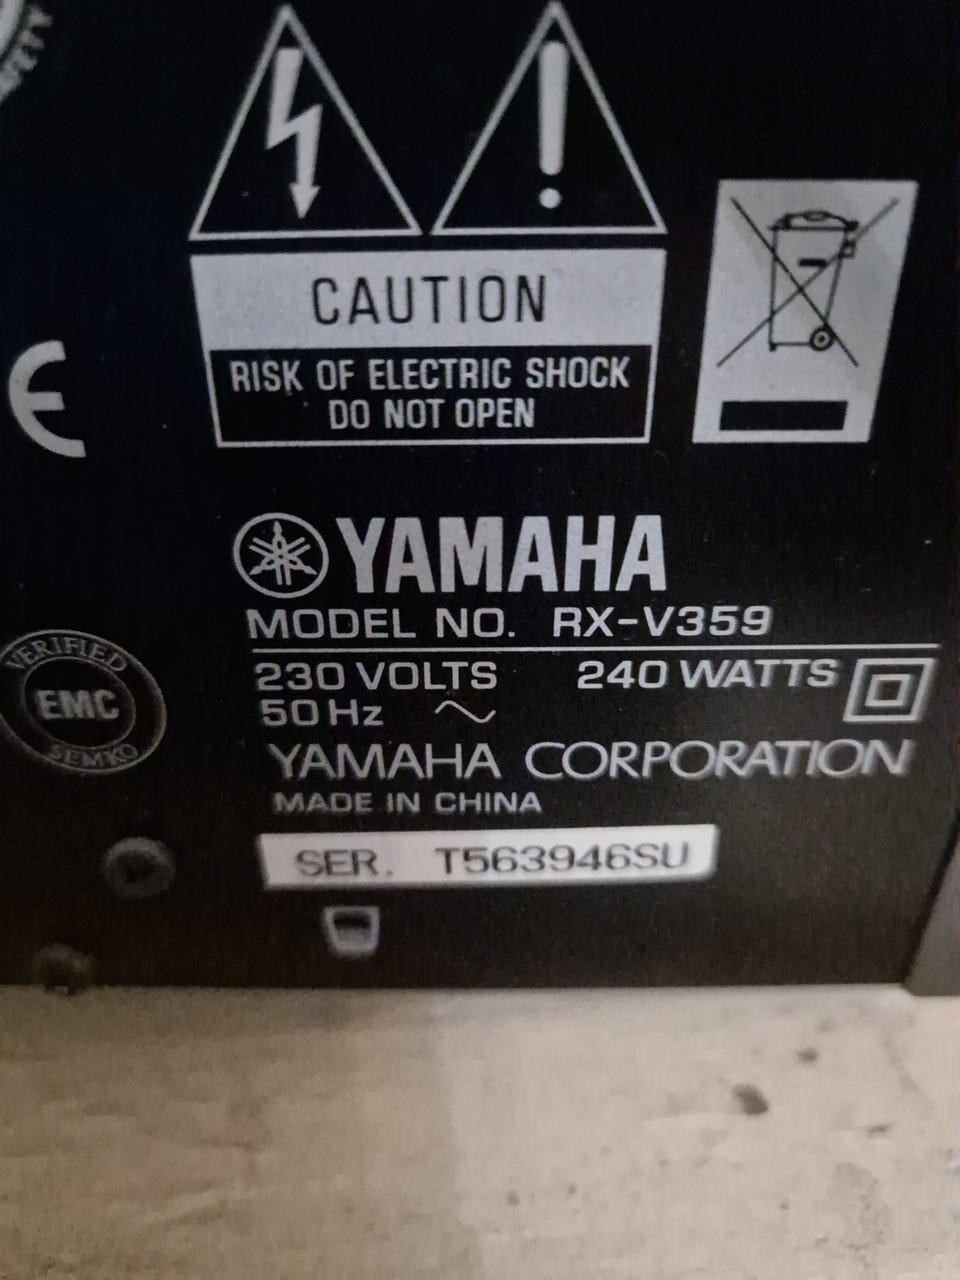 CAUTION
RISK OF ELECTRIC SHOCK
DO NOT OPEN
CE
YAMAHA
MODEL NO. RX-V359
230 VOLTS 240 WATTS
50 Hz
VERIFIED
EMC
SEMKO
YAMAHA CORPORATION
MADE IN CHINA
SER. T563946SU